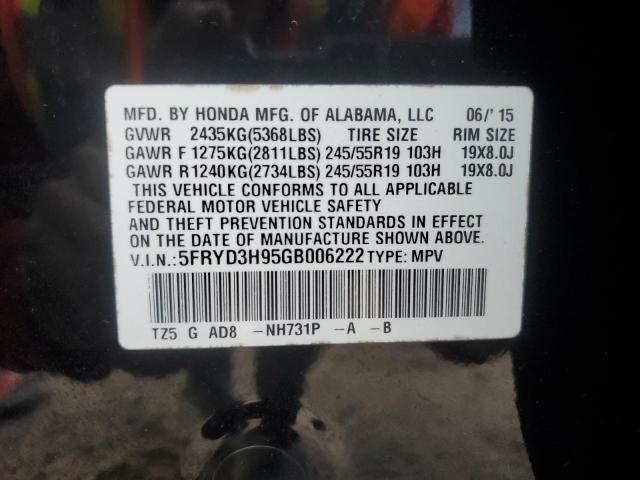 MFD. BY HONDA MFG. OF ALABAMA, LLC 06/'15
GVWR 2435KG(5368LBS) TIRE SIZE RIM SIZE
GAWR F 1275KG(2811LBS) 245/55R19 103H 19X8.0J
GAWR R 1240KG(2734LBS) 245/55R19 103H 19X8.0J
THIS VEHICLE CONFORMS TO ALL APPLICABLE
FEDERAL MOTOR VEHICLE SAFETY
AND THEFT PREVENTION STANDARDS IN EFFECT
ON THE DATE OF MANUFACTURE SHOWN ABOVE.
V.I.N.:5FRYD3H95GB006222 TYPE: MPV
TZ5 G AD8 -NH731P -A -B